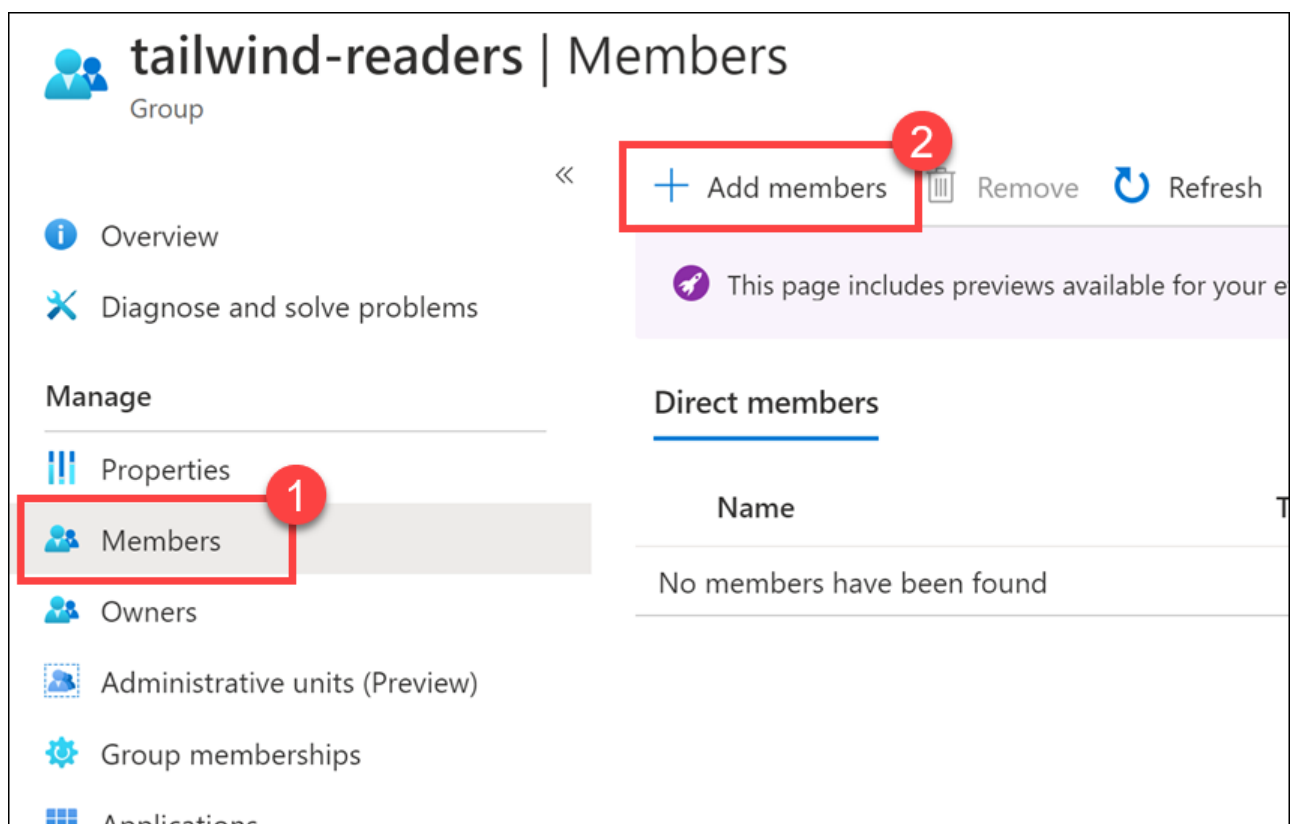 tailwind-readers | Members
Group
«
2
Add members
Remove
Refresh
Overview
Diagnose and solve problems
This page includes previews available for your e
Manage
Properties
1
Members
Owners
Administrative units (Preview)
Group memberships
Applications
Direct members
Name
T
No members have been found